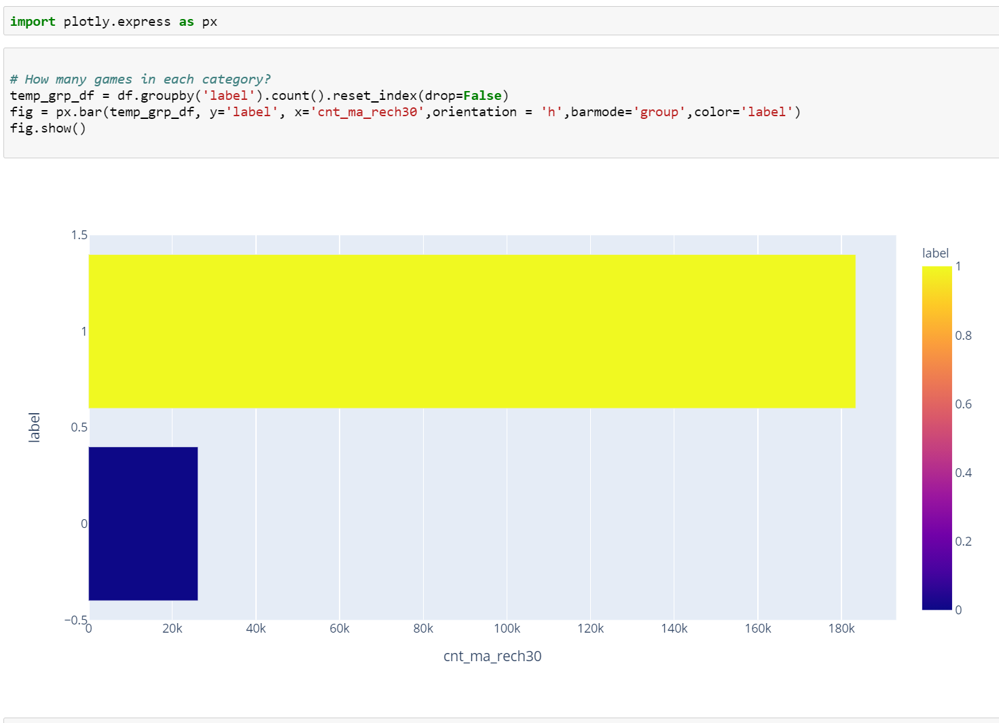 import plotly.express as px
# How many games in each category?
temp_grp_df = df.groupby('label').count().reset_index(drop=False)
fig = px.bar(temp_grp_df, y='label', x='cnt_ma_rech30',orientation = 'h',barmode='group',color='label')
fig.show()
1.5
1
0.5
0
−0.5
label
0
20k
40k
60k
80k
100k
120k
140k
160k
180k
cnt_ma_rech30
label
1
0.8
0.6
0.4
0.2
0